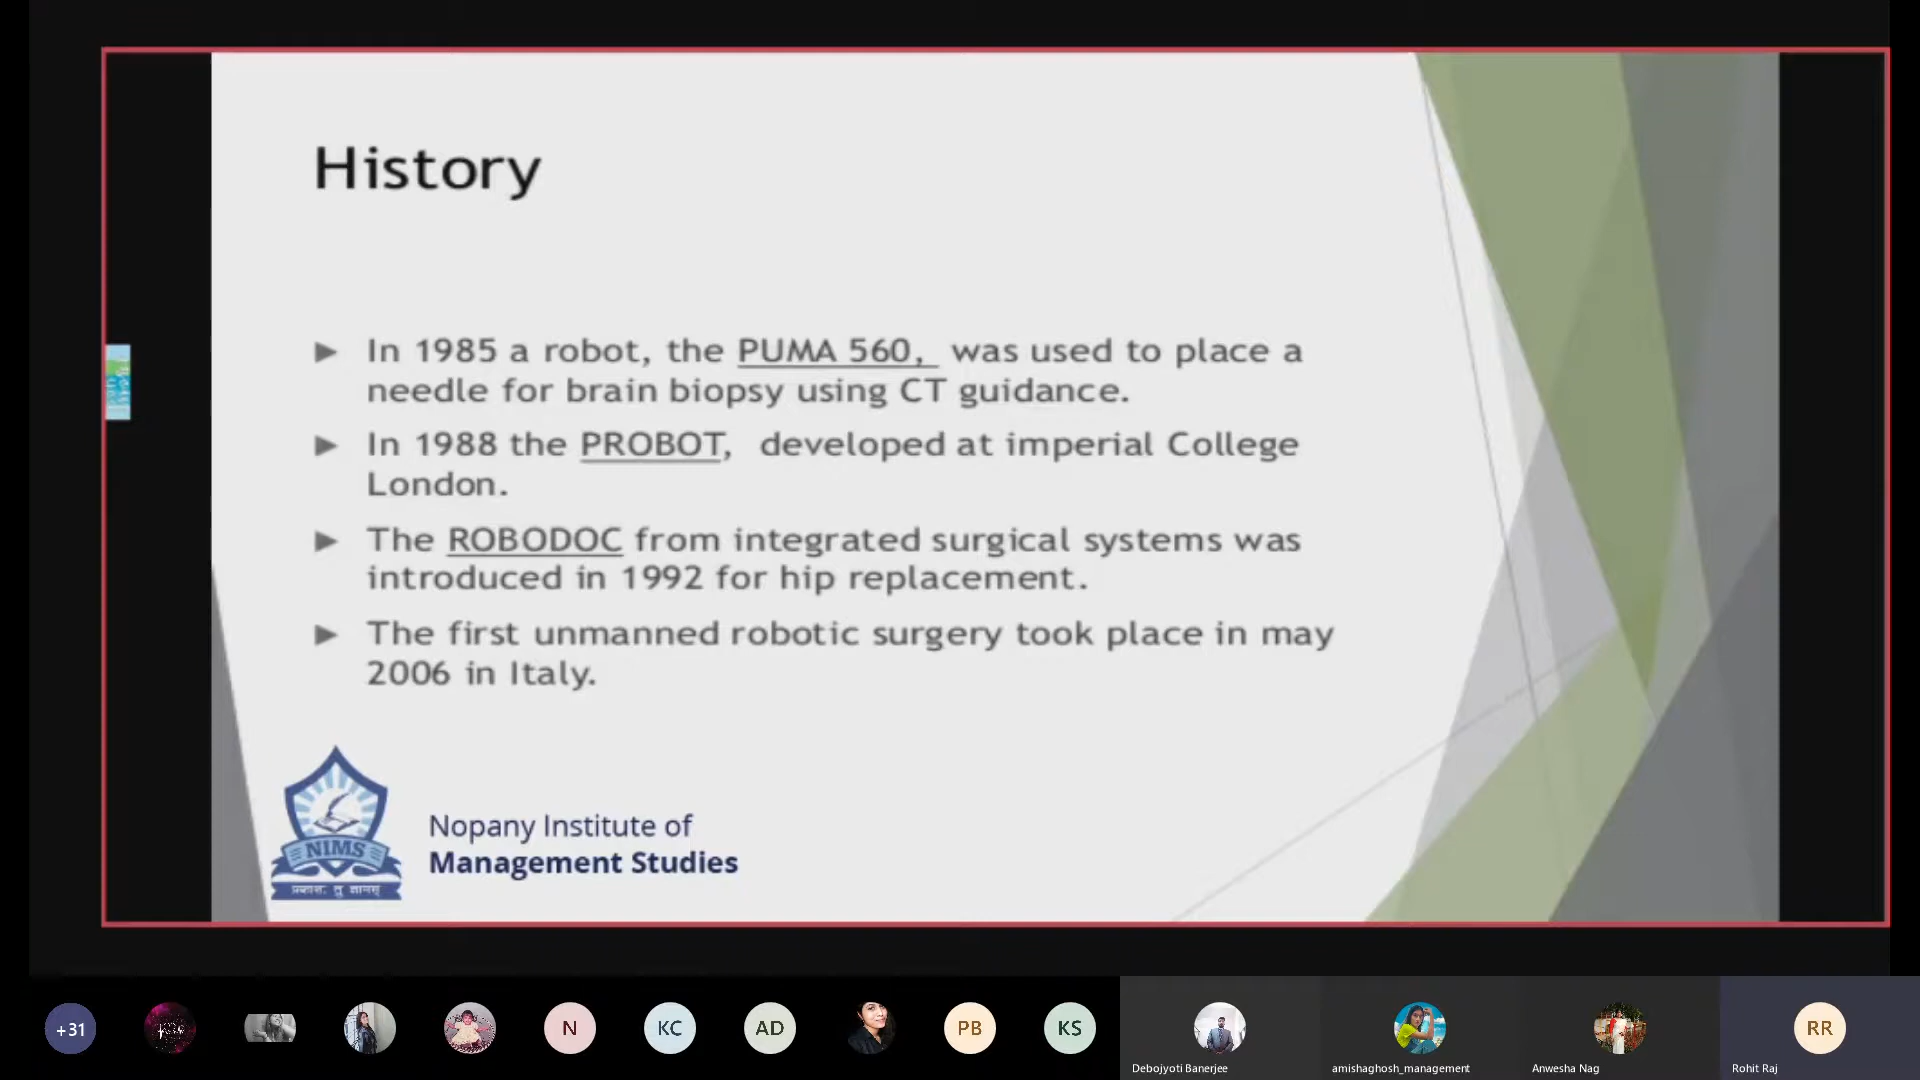 History
► In 1985 a robot, the PUMA 560, was used to place a
needle for brain biopsy using CT guidance.
► In 1988 the PROBOT, developed at imperial College
London.
► The ROBODOC from integrated surgical systems was
introduced in 1992 for hip replacement.
► The first unmanned robotic surgery took place in may
2006 in Italy.
NIMS
Nopany Institute of
Management Studies
+31
N
KC
AD
PB
KS
RR
Debojyoti Banerjee
amishaghosh_management
Anwesha Nag
Rohit Raj